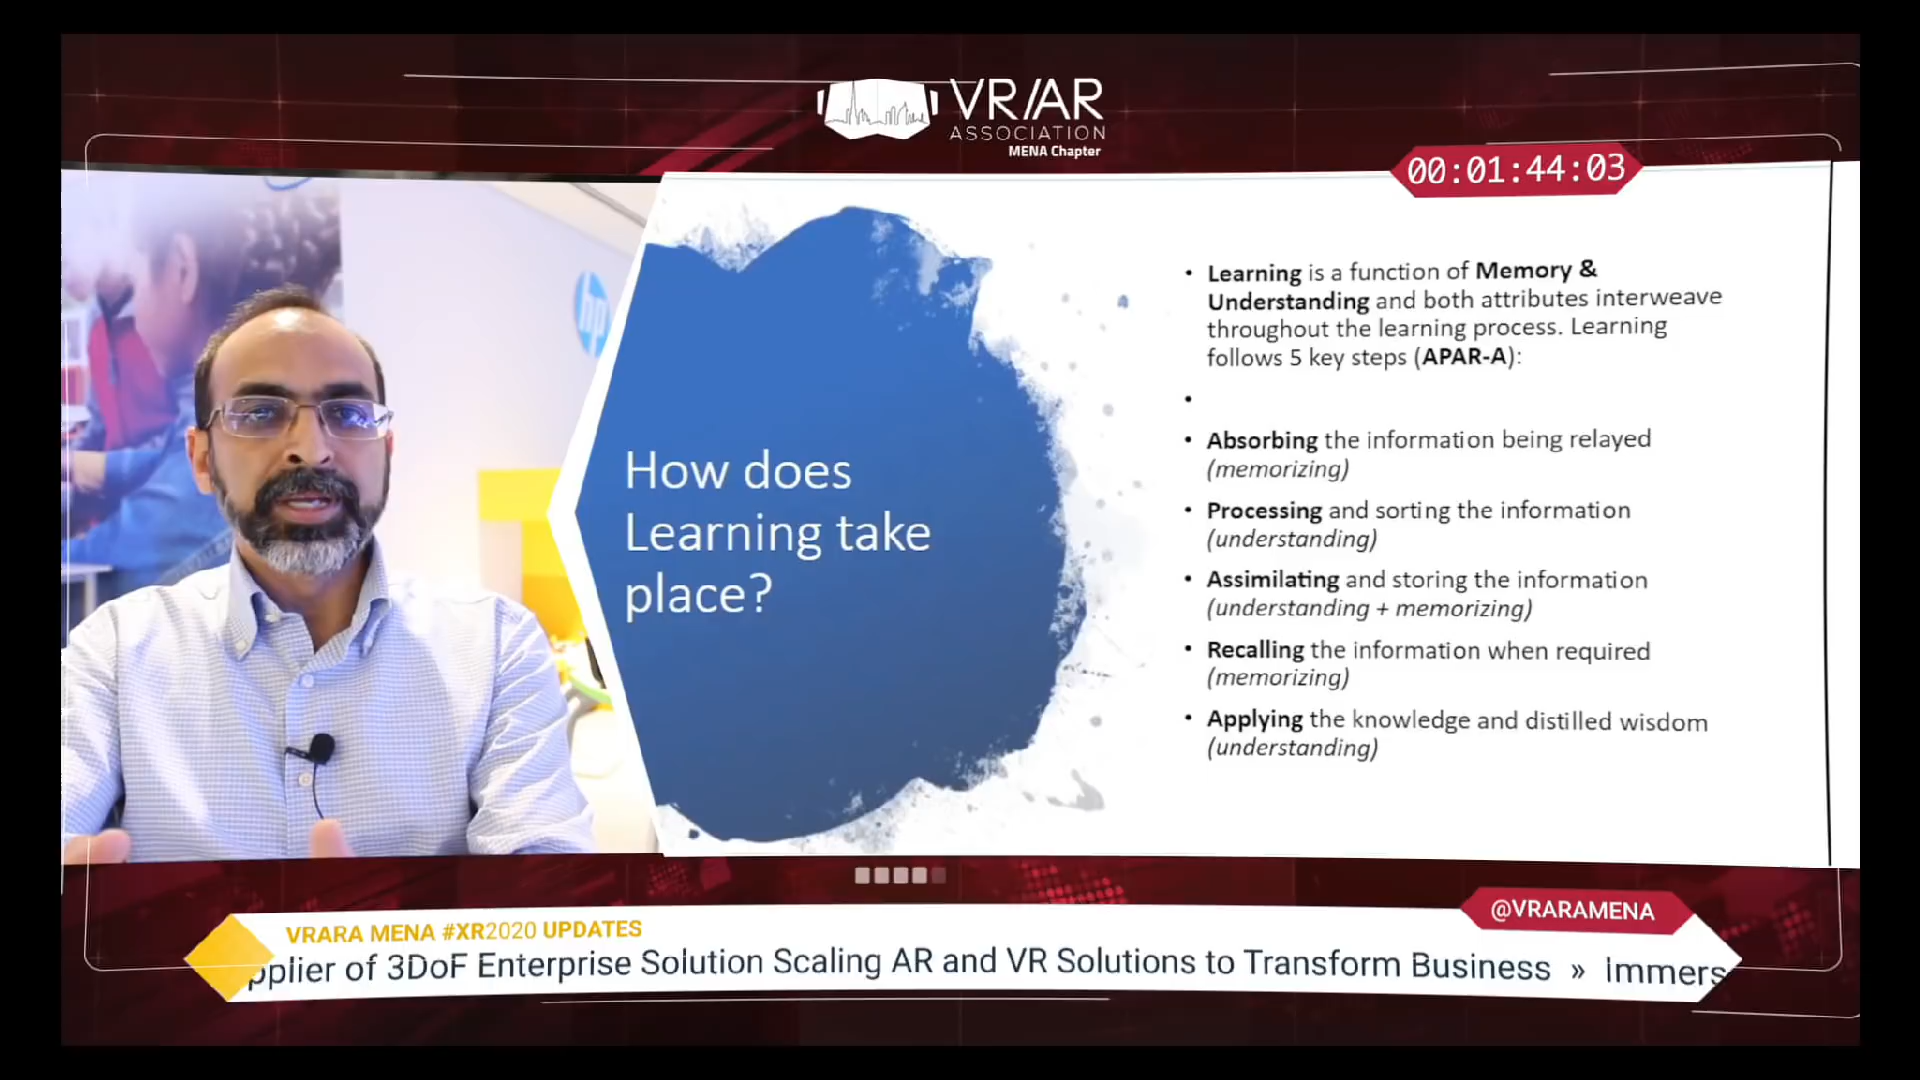 VR/AR
ASSOCIATION
MENA Chapter
00:01:44:03
hp
How does
Learning take
place?
• Learning is a function of Memory &
Understanding and both attributes interweave
throughout the learning process. Learning
follows 5 key steps (APAR-A):
•
• Absorbing the information being relayed
(memorizing)
• Processing and sorting the information
(understanding)
• Assimilating and storing the information
(understanding + memorizing)
• Recalling the information when required
(memorizing)
• Applying the knowledge and distilled wisdom
(understanding)
@VRARAMENA
VRARA MENA #XR2020 UPDATES
pplier of 3DoF Enterprise Solution Scaling AR and VR Solutions to Transform Business » Immers